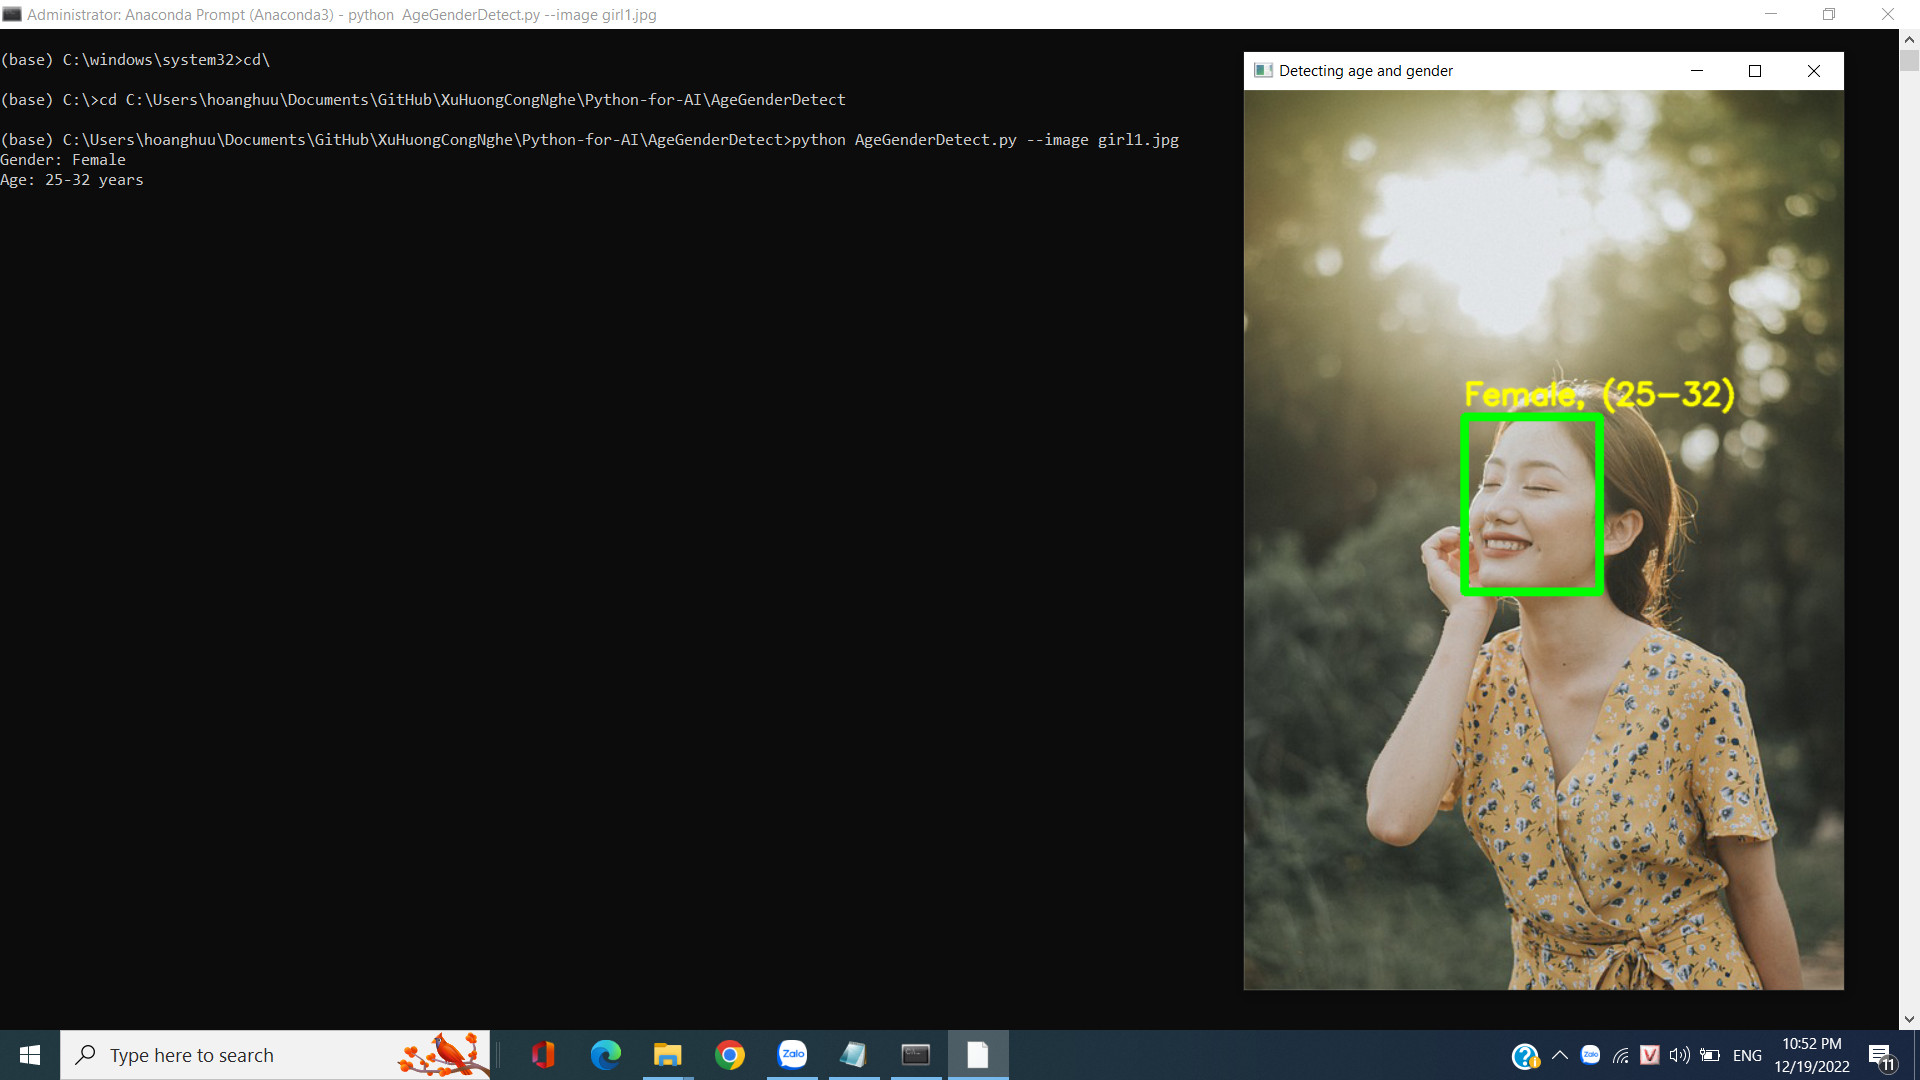 Administrator: Anaconda Prompt (Anaconda3) - python  AgeGenderDetect.py --image girl1.jpg
(base) C:\windows\system32>cd\
(base) C:\>cd C:\Users\hoanghuu\Documents\GitHub\XuHuongCongNghe\Python-for-AI\AgeGenderDetect
(base) C:\Users\hoanghuu\Documents\GitHub\XuHuongCongNghe\Python-for-AI\AgeGenderDetect>python AgeGenderDetect.py --image girl1.jpg
Gender: Female
Age: 25-32 years
Detecting age and gender
Female, (25-32)
Type here to search
Zalo
Zalo
V
ENG
10:52 PM
12/19/2022
11